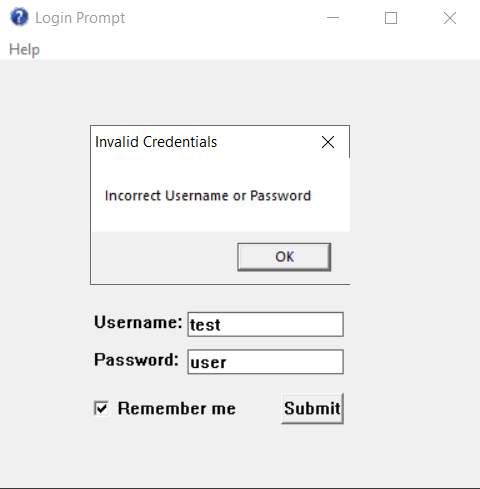 Login Prompt
Help
Invalid Credentials
Incorrect Username or Password
OK
Username: test
Password: user
Remember me Submit